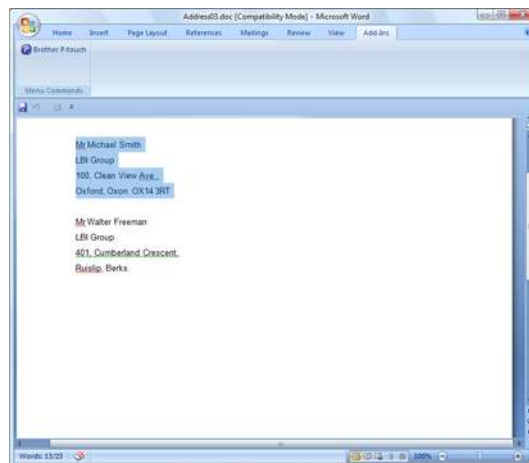 Address03.doc [Compatibility Mode] - Microsoft Word
Home Insert Page Layout References Mailings Review View Add-Ins
Brother P-touch
Menu Commands
Mr Michael Smith
LBI Group
100, Clean View Ave.,
Oxford, Oxon. OX14 3RT
Mr Walter Freeman
LBI Group
401, Cumberland Crescent,
Ruislip, Berks.
Words: 13/23 100%